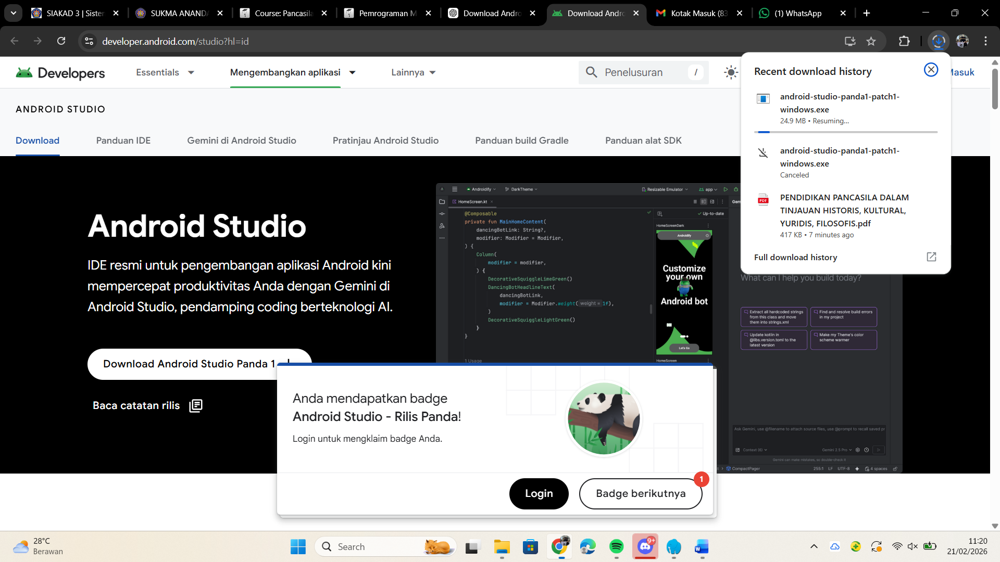 SIAKAD 3 | Sisten
SUKMA ANANDA
Course: Pancasila
Pemrograman M
Download Andro
Download Andro
Kotak Masuk (83
(1) WhatsApp
developer.android.com/studio?hl=id
Developers
Essentials
Mengembangkan aplikasi
Lainnya
Penelusuran
/
Masuk
ANDROID STUDIO
Download
Panduan IDE
Gemini di Android Studio
Pratinjau Android Studio
Panduan build Gradle
Panduan alat SDK
Recent download history
android-studio-panda1-patch1-
windows.exe
24.9 MB • Resuming...
android-studio-panda1-patch1-
windows.exe
Canceled
PDF
PENDIDIKAN PANCASILA DALAM
TINJAUAN HISTORIS, KULTURAL,
YURIDIS, FILOSOFIS.pdf
417 KB • 7 minutes ago
Full download history
Android Studio
IDE resmi untuk pengembangan aplikasi Android kini
mempercepat produktivitas Anda dengan Gemini di
Android Studio, pendamping coding berteknologi AI.
Download Android Studio Panda 1
Baca catatan rilis
Androidify
DarkTheme
Resizable Emulator
app
HomeScreen.kt
Gem
@Composable
private fun MainHomeContent(
dancingBotLink: String?,
modifier: Modifier = Modifier,
) {
Column(
modifier = modifier,
) {
DecorativeSquiggleLimeGreen()
DancingBotHeadlineText(
dancingBotLink,
modifier = Modifier.weight( weight = 1f),
)
DecorativeSquiggleLightGreen()
}
}
1 Usage
Up-to-date
HomeScreenDark
Androidify
Customize
your own
Android bot
Let's Go
HomeScreen
What can I help you build today?
Extract all hardcoded strings
from this class and move
them into strings.xml
Find and resolve build errors
in my project
Update kotlin in
@libs.version.toml to the
latest version
Make my Theme's color
scheme warmer
Ask Gemini, use @filename to attach source files, use @prompt to recall saved pr
Context (6)
Gemini 2.5 Pro
Gemini can make mistakes, so double-check it
CompactPager
255:1 LF UTF-8 4 spaces
Anda mendapatkan badge
Android Studio - Rilis Panda!
Login untuk mengklaim badge Anda.
Login
Badge berikutnya
1
28°C
Berawan
Search
9+
W
11:20
21/02/2026